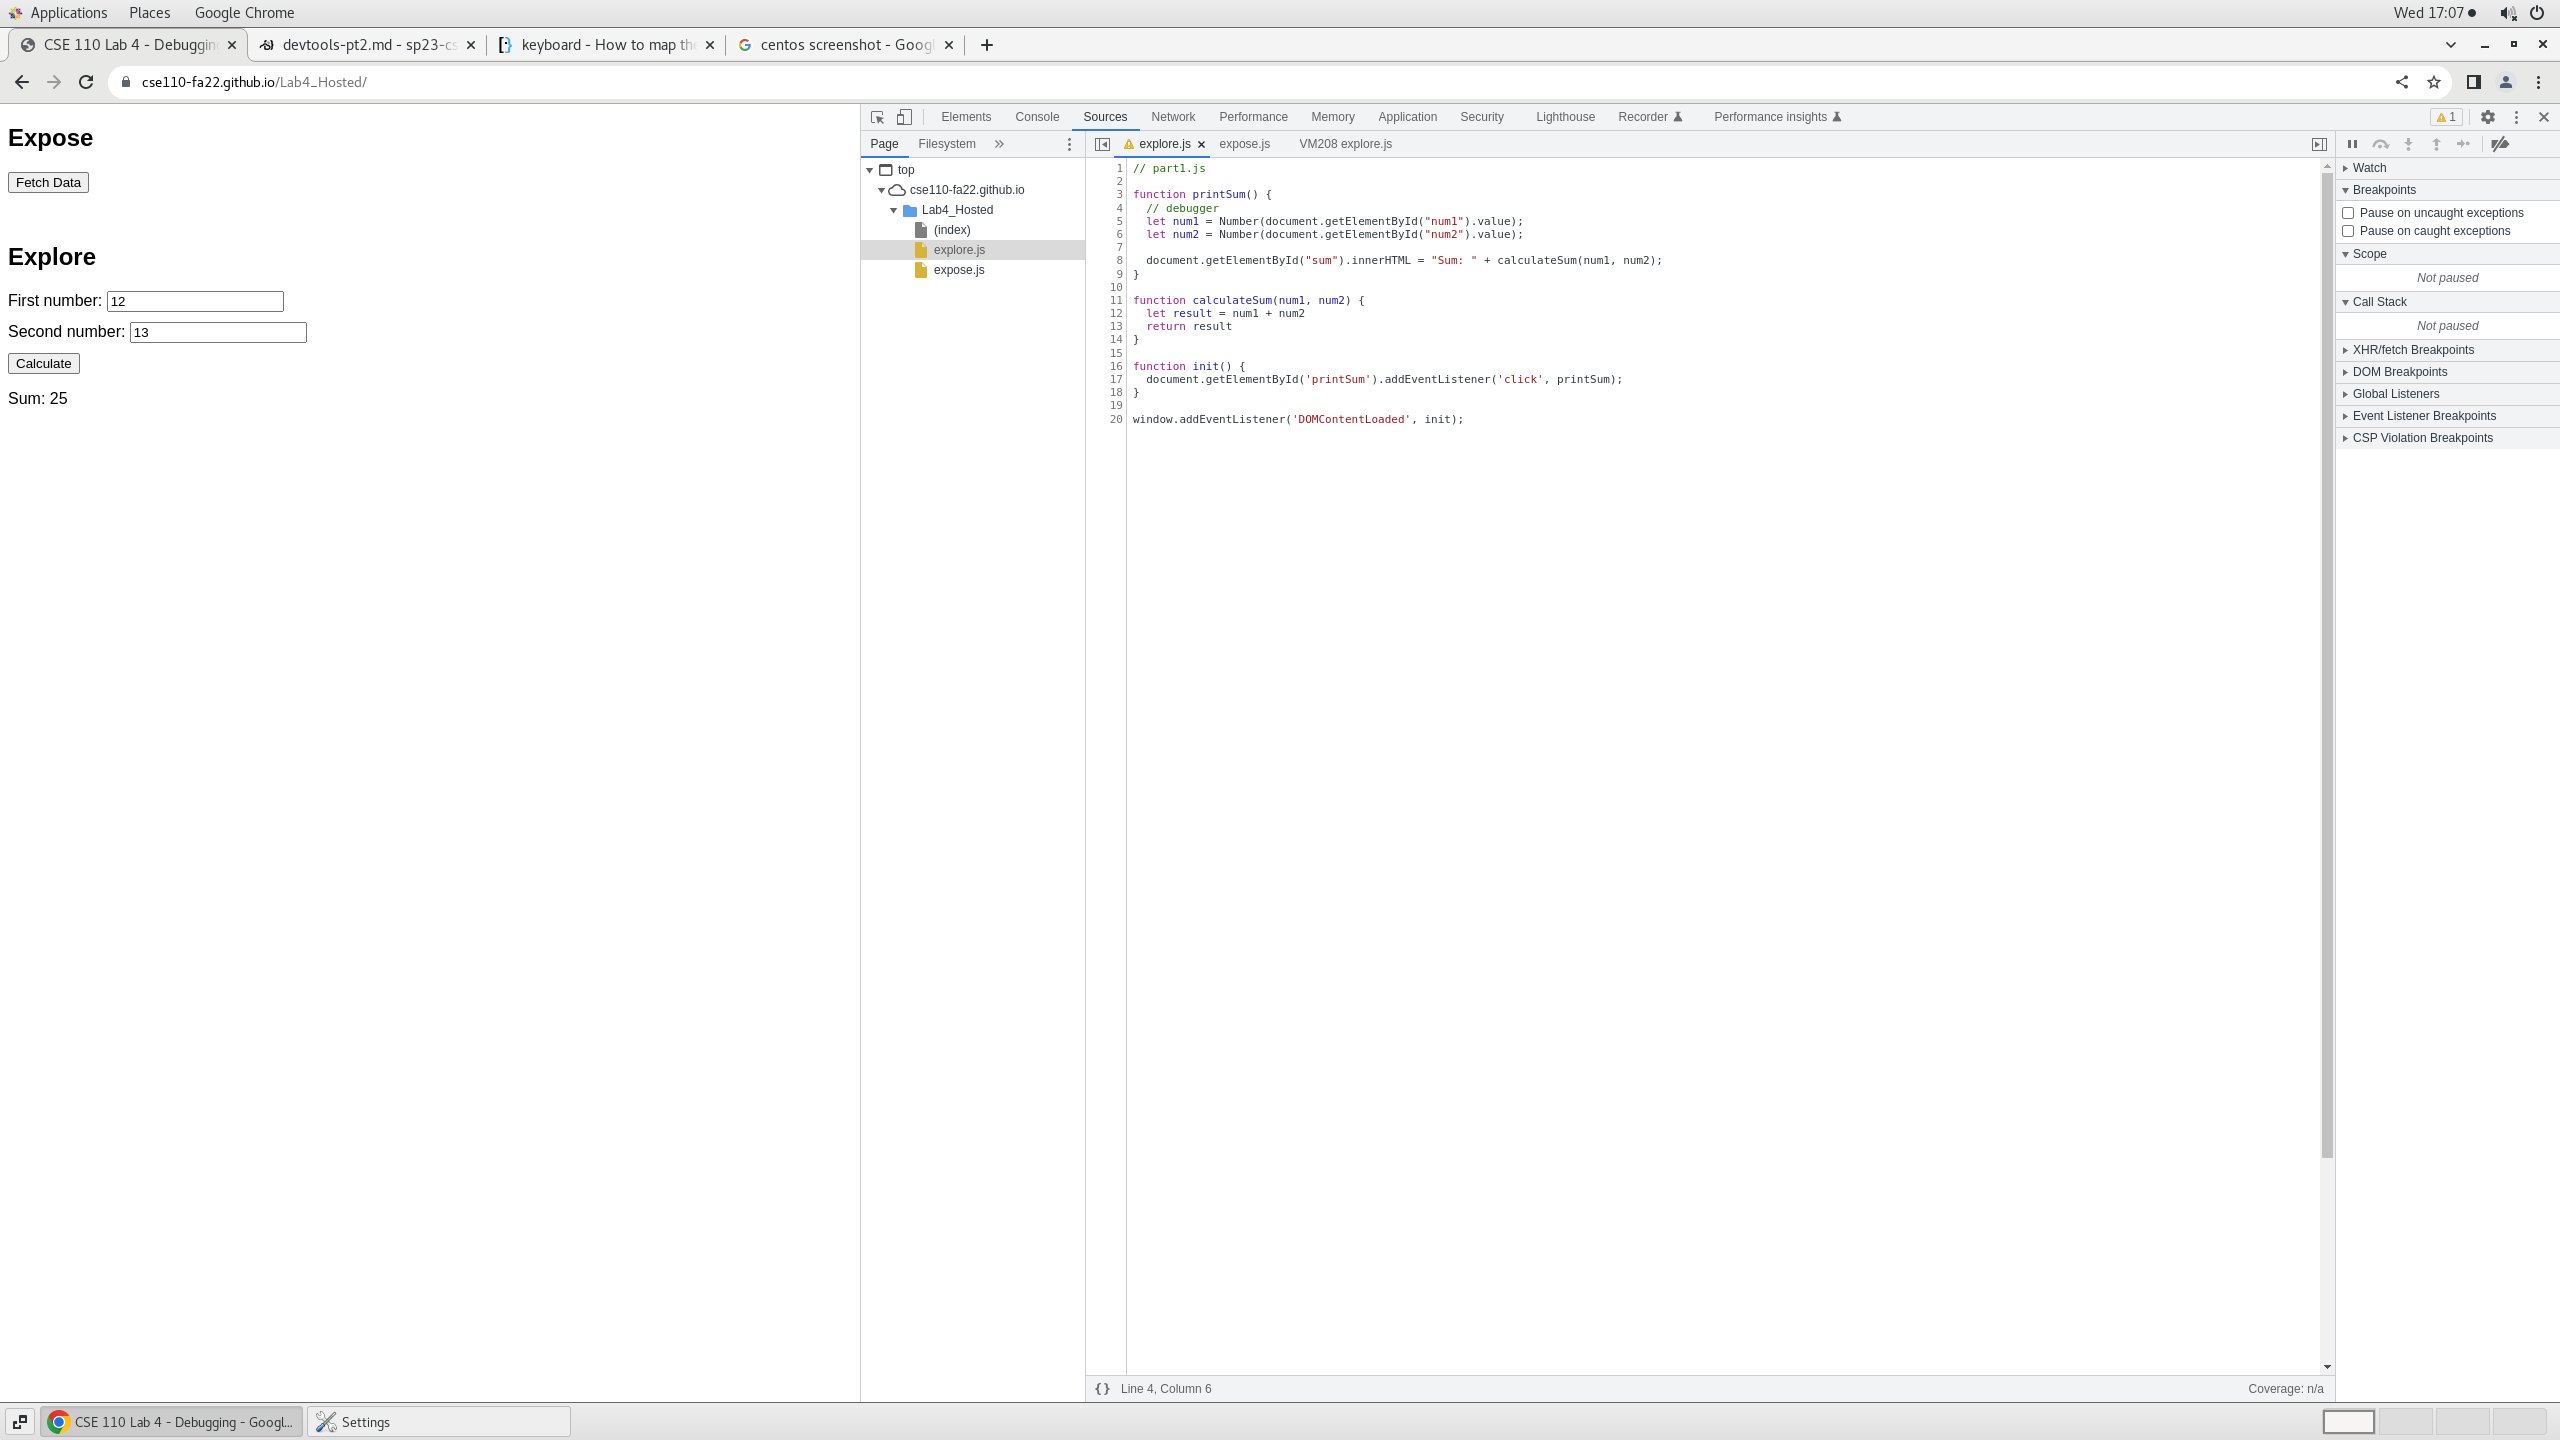 Applications Places Google Chrome Wed 17:07
CSE 110 Lab 4 - Debugging devtools-pt2.md - sp23-cs keyboard - How to map the centos screenshot - Googl
cse110-fa22.github.io/Lab4_Hosted/
Elements Console Sources Network Performance Memory Application Security Lighthouse Recorder Performance insights 1
Page Filesystem explore.js expose.js VM208 explore.js
Expose
Fetch Data
Explore
First number: 12
Second number: 13
Calculate
Sum: 25
top
cse110-fa22.github.io
Lab4_Hosted
(index)
explore.js
expose.js
1 // part1.js
2
3 function printSum() {
4 // debugger
5 let num1 = Number(document.getElementById("num1").value);
6 let num2 = Number(document.getElementById("num2").value);
7
8 document.getElementById("sum").innerHTML = "Sum: " + calculateSum(num1, num2);
9 }
10
11 function calculateSum(num1, num2) {
12 let result = num1 + num2
13 return result
14 }
15
16 function init() {
17 document.getElementById('printSum').addEventListener('click', printSum);
18 }
19
20 window.addEventListener('DOMContentLoaded', init);
Watch
Breakpoints
Pause on uncaught exceptions
Pause on caught exceptions
Scope
Not paused
Call Stack
Not paused
XHR/fetch Breakpoints
DOM Breakpoints
Global Listeners
Event Listener Breakpoints
CSP Violation Breakpoints
{} Line 4, Column 6 Coverage: n/a
CSE 110 Lab 4 - Debugging - Googl... Settings